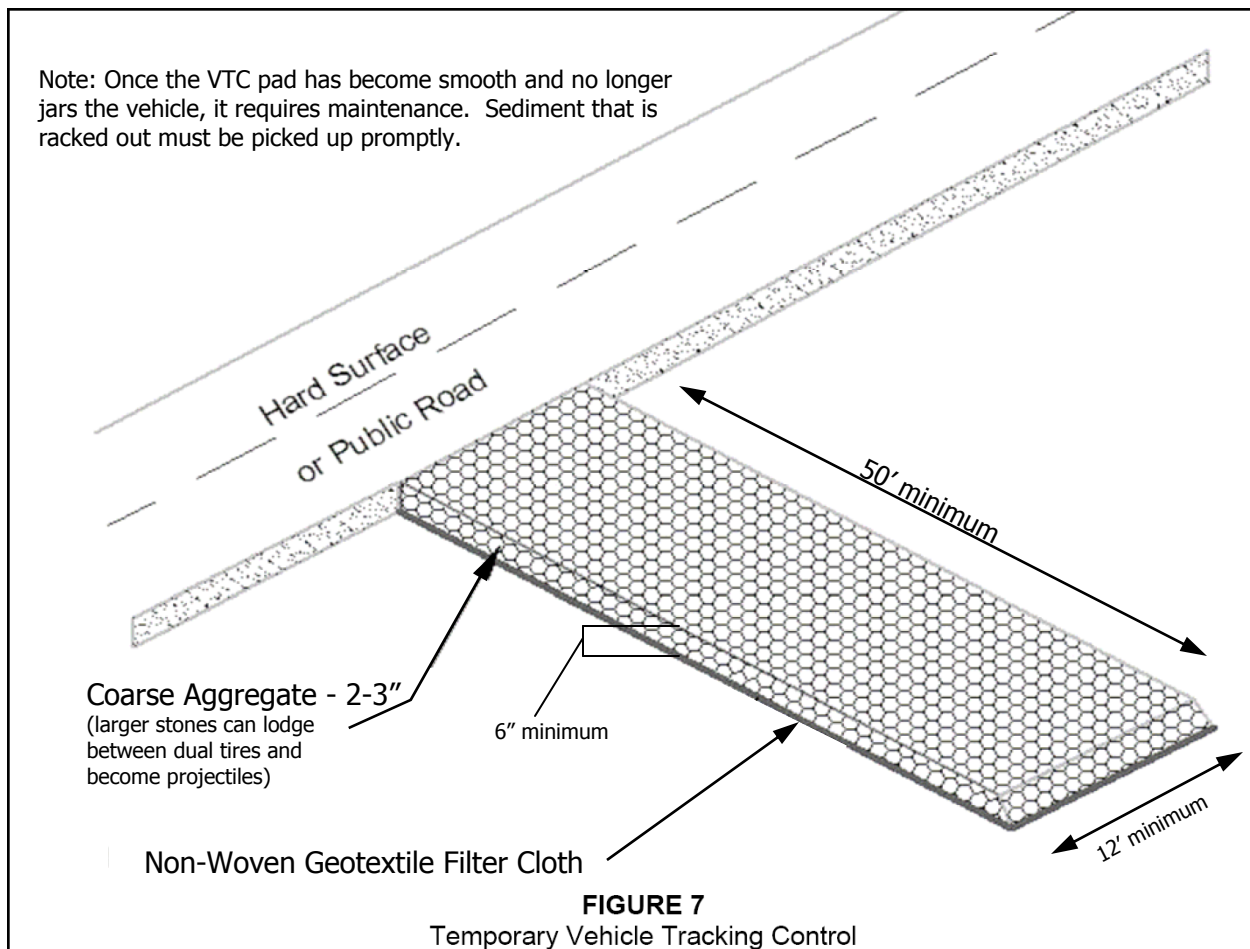 Note: Once the VTC pad has become smooth and no longer
jars the vehicle, it requires maintenance. Sediment that is
racked out must be picked up promptly.
Hard Surface
or Public Road
50’ minimum
Coarse Aggregate - 2-3”
(larger stones can lodge
between dual tires and
become projectiles)
6” minimum
12’ minimum
Non-Woven Geotextile Filter Cloth
FIGURE 7
Temporary Vehicle Tracking Control